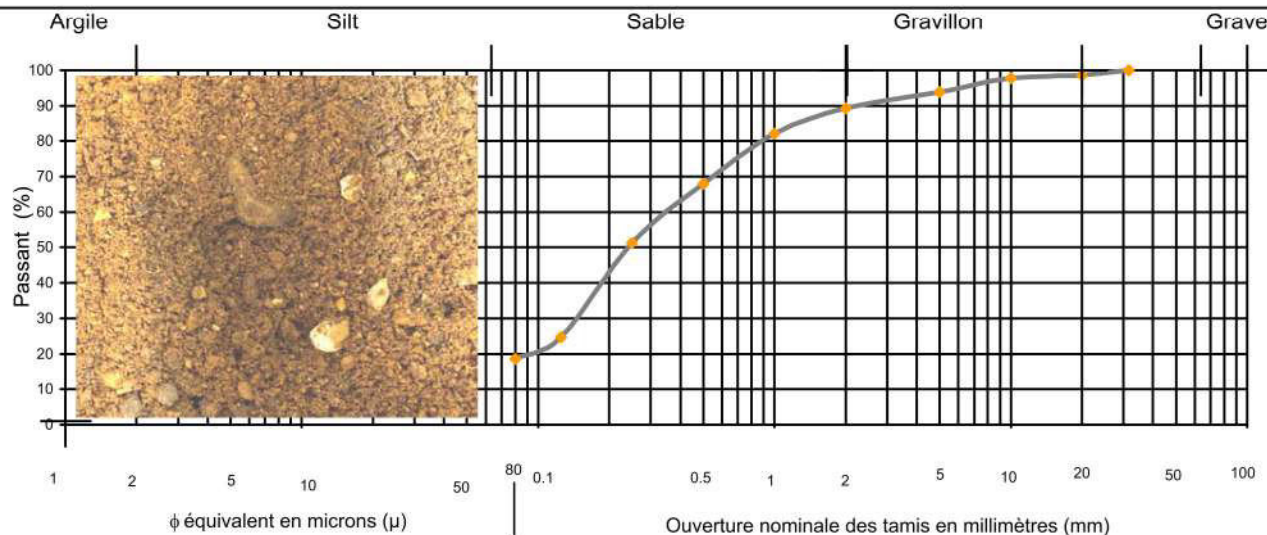 Argile Silt Sable Gravillon Grave
100
90
80
70
60
50
40
30
20
10
0
Passant (%)
1 2 5 10 50 80 0.1 0.5 1 2 5 10 20 50 100
ϕ équivalent en microns (µ) Ouverture nominale des tamis en millimètres (mm)